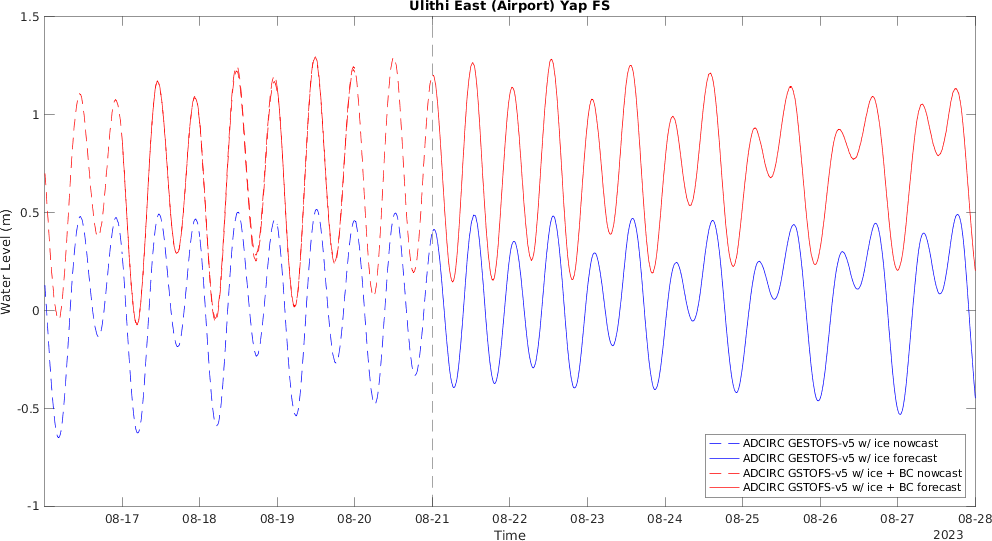 Ulithi East (Airport) Yap FS
1.5
1
0.5
0
-0.5
-1
Water Level (m)
ADCIRC GESTOFS-v5 w/ ice nowcast
ADCIRC GESTOFS-v5 w/ ice forecast
ADCIRC GSTOFS-v5 w/ ice + BC nowcast
ADCIRC GSTOFS-v5 w/ ice + BC forecast
08-17 08-18 08-19 08-20 08-21 08-22 08-23 08-24 08-25 08-26 08-27 08-28
Time
2023